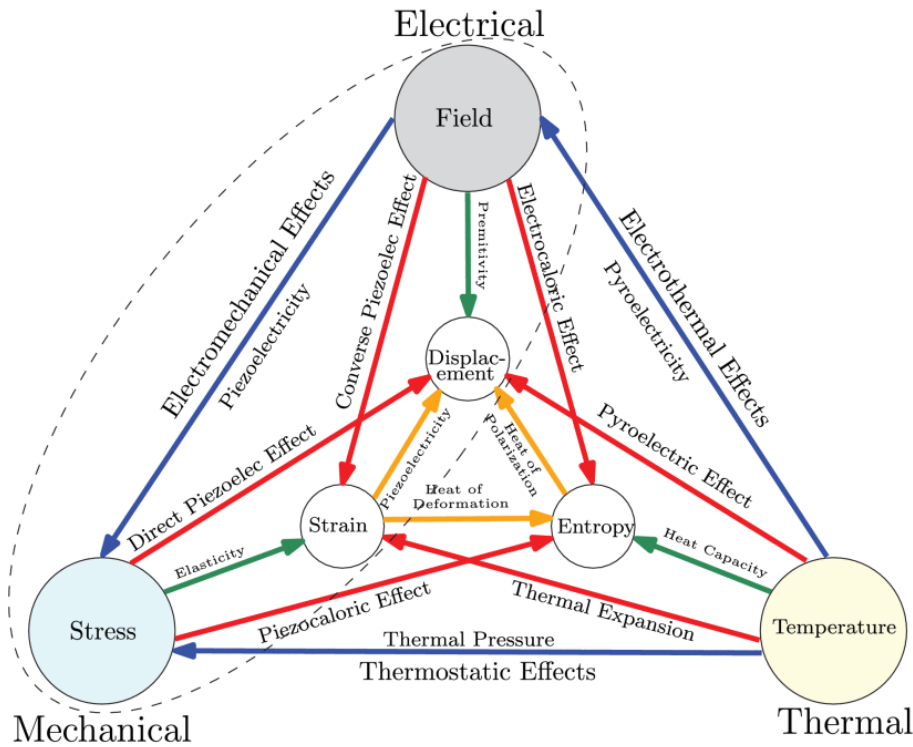 Electrical
Field
Electromechanical Effects
Piezoelectricity
Converse Piezoelec Effect
Premitivity
Electrocaloric Effect
Electrothermal Effects
Pyroelectricity
Displac-
ement
Direct Piezoelec Effect
Piezoelectricity
Heat of
Polarization
Pyroelectric Effect
Heat of
Deformation
Strain
Entropy
Elasticity
Heat Capacity
Piezocaloric Effect
Thermal Expansion
Stress
Temperature
Thermal Pressure
Thermostatic Effects
Mechanical
Thermal